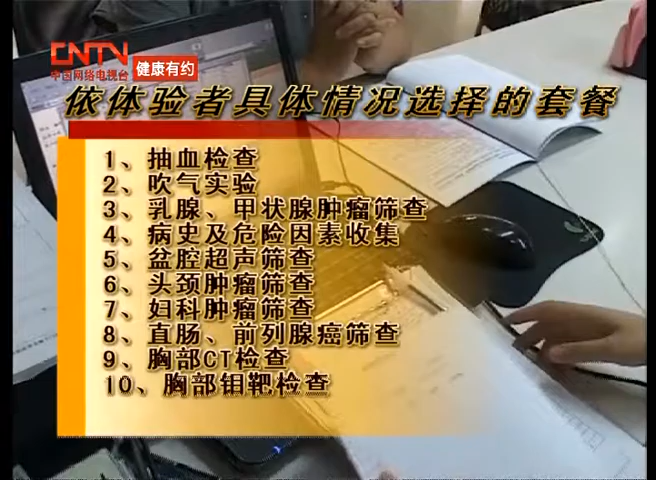 CNTV
中国网络电视台
健康有约
依体验者具体情况选择的套餐
1、抽血检查
2、吹气实验
3、乳腺、甲状腺肿瘤筛查
4、病史及危险因素收集
5、盆腔超声筛查
6、头颈肿瘤筛查
7、妇科肿瘤筛查
8、直肠、前列腺癌筛查
9、胸部CT检查
10、胸部钼靶检查